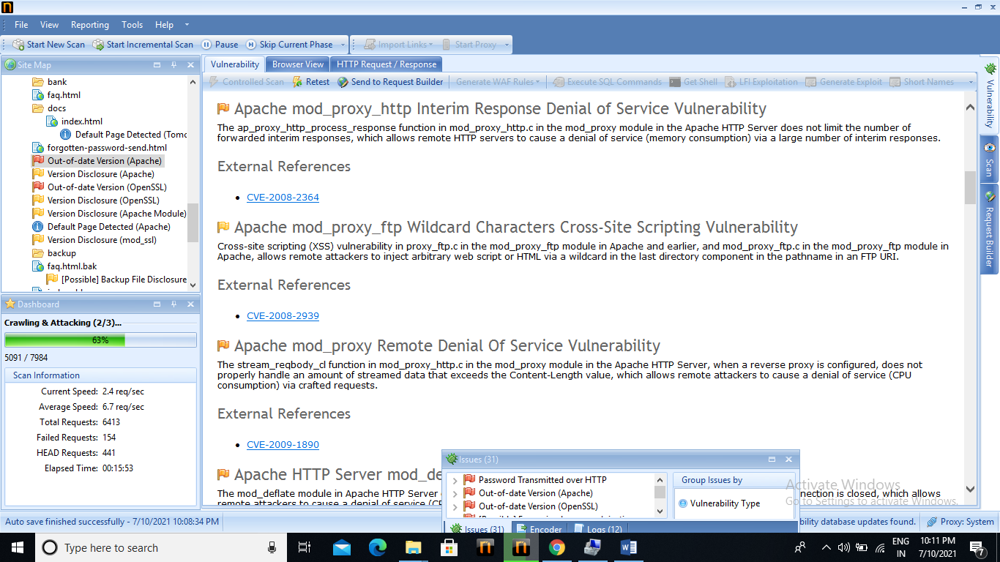 File View Reporting Tools Help
Start New Scan Start Incremental Scan Pause Skip Current Phase Import Links Start Proxy
Site Map
bank
faq.html
docs
index.html
Default Page Detected (Tomc
forgotten-password-send.html
Out-of-date Version (Apache)
Version Disclosure (Apache)
Out-of-date Version (OpenSSL)
Version Disclosure (OpenSSL)
Version Disclosure (Apache Module)
Default Page Detected (Apache)
Version Disclosure (mod_ssl)
backup
faq.html.bak
[Possible] Backup File Disclosure
Dashboard
Crawling & Attacking (2/3)...
63%
5091 / 7984
Scan Information
Current Speed: 2.4 req/sec
Average Speed: 6.7 req/sec
Total Requests: 6413
Failed Requests: 154
HEAD Requests: 441
Elapsed Time: 00:15:53
Vulnerability Browser View HTTP Request / Response
Controlled Scan Retest Send to Request Builder Generate WAF Rules Execute SQL Commands Get Shell LFI Exploitation Generate Exploit Short Names
Apache mod_proxy_http Interim Response Denial of Service Vulnerability
The ap_proxy_http_process_response function in mod_proxy_http.c in the mod_proxy module in the Apache HTTP Server does not limit the number of
forwarded interim responses, which allows remote HTTP servers to cause a denial of service (memory consumption) via a large number of interim responses.
External References
CVE-2008-2364
Apache mod_proxy_ftp Wildcard Characters Cross-Site Scripting Vulnerability
Cross-site scripting (XSS) vulnerability in proxy_ftp.c in the mod_proxy_ftp module in Apache and earlier, and mod_proxy_ftp.c in the mod_proxy_ftp module in
Apache, allows remote attackers to inject arbitrary web script or HTML via a wildcard in the last directory component in the pathname in an FTP URI.
External References
CVE-2008-2939
Apache mod_proxy Remote Denial Of Service Vulnerability
The stream_reqbody_cl function in mod_proxy_http.c in the mod_proxy module in the Apache HTTP Server, when a reverse proxy is configured, does not
properly handle an amount of streamed data that exceeds the Content-Length value, which allows remote attackers to cause a denial of service (CPU
consumption) via crafted requests.
External References
CVE-2009-1890
Apache HTTP Server mod_de
The mod_deflate module in Apache HTTP Server nnection is closed, which allows
remote attackers to cause a denial of service (CP
Vulnerability
Scan
Request Builder
Issues (31)
Password Transmitted over HTTP
Out-of-date Version (Apache)
Out-of-date Version (OpenSSL)
Group Issues by
Vulnerability Type
Issues (31) Encoder Logs (12)
Activate Windows
Go to Settings to activate Windows.
Auto save finished successfully - 7/10/2021 10:08:34 PM
bility database updates found. Proxy: System
Type here to search
ENG
IN
10:11 PM
7/10/2021
7